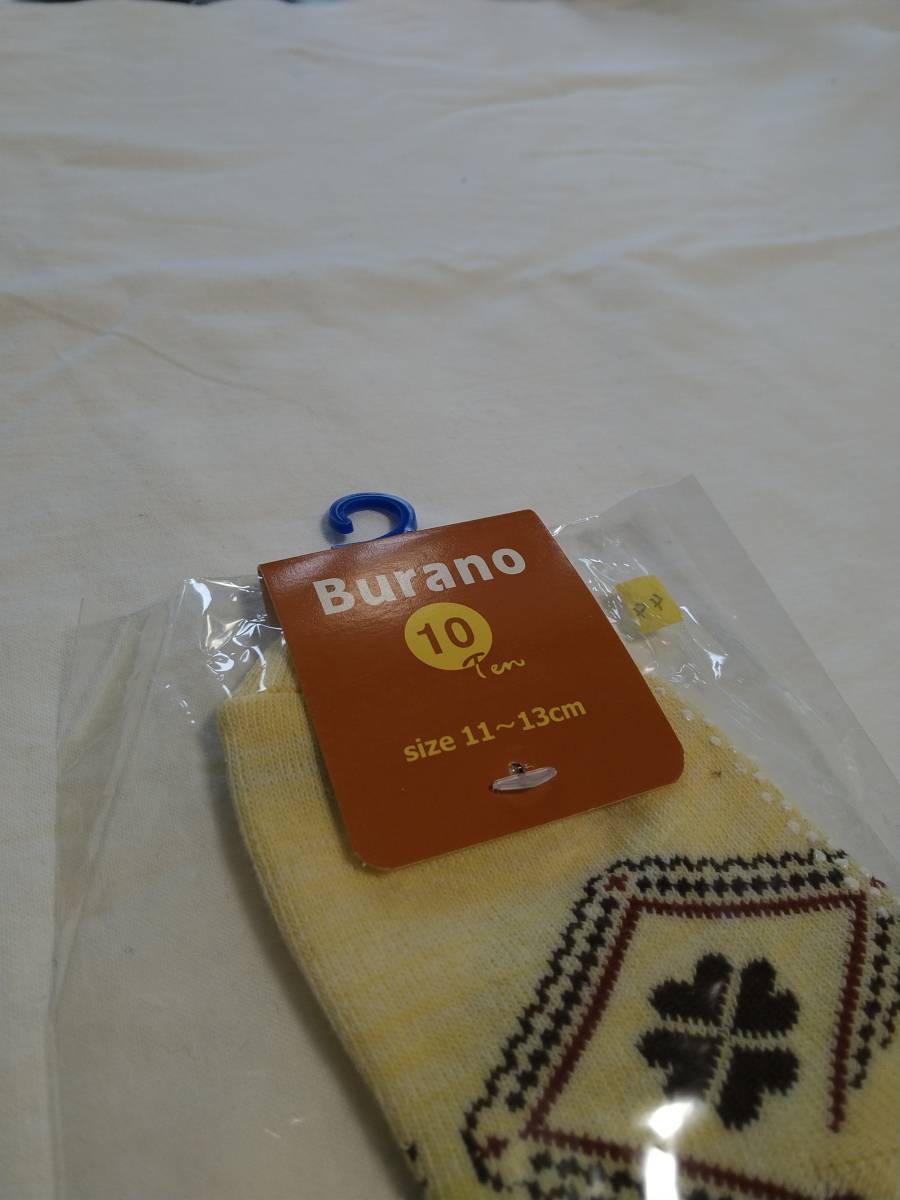 Burano
10
Ten
size 11~13cm